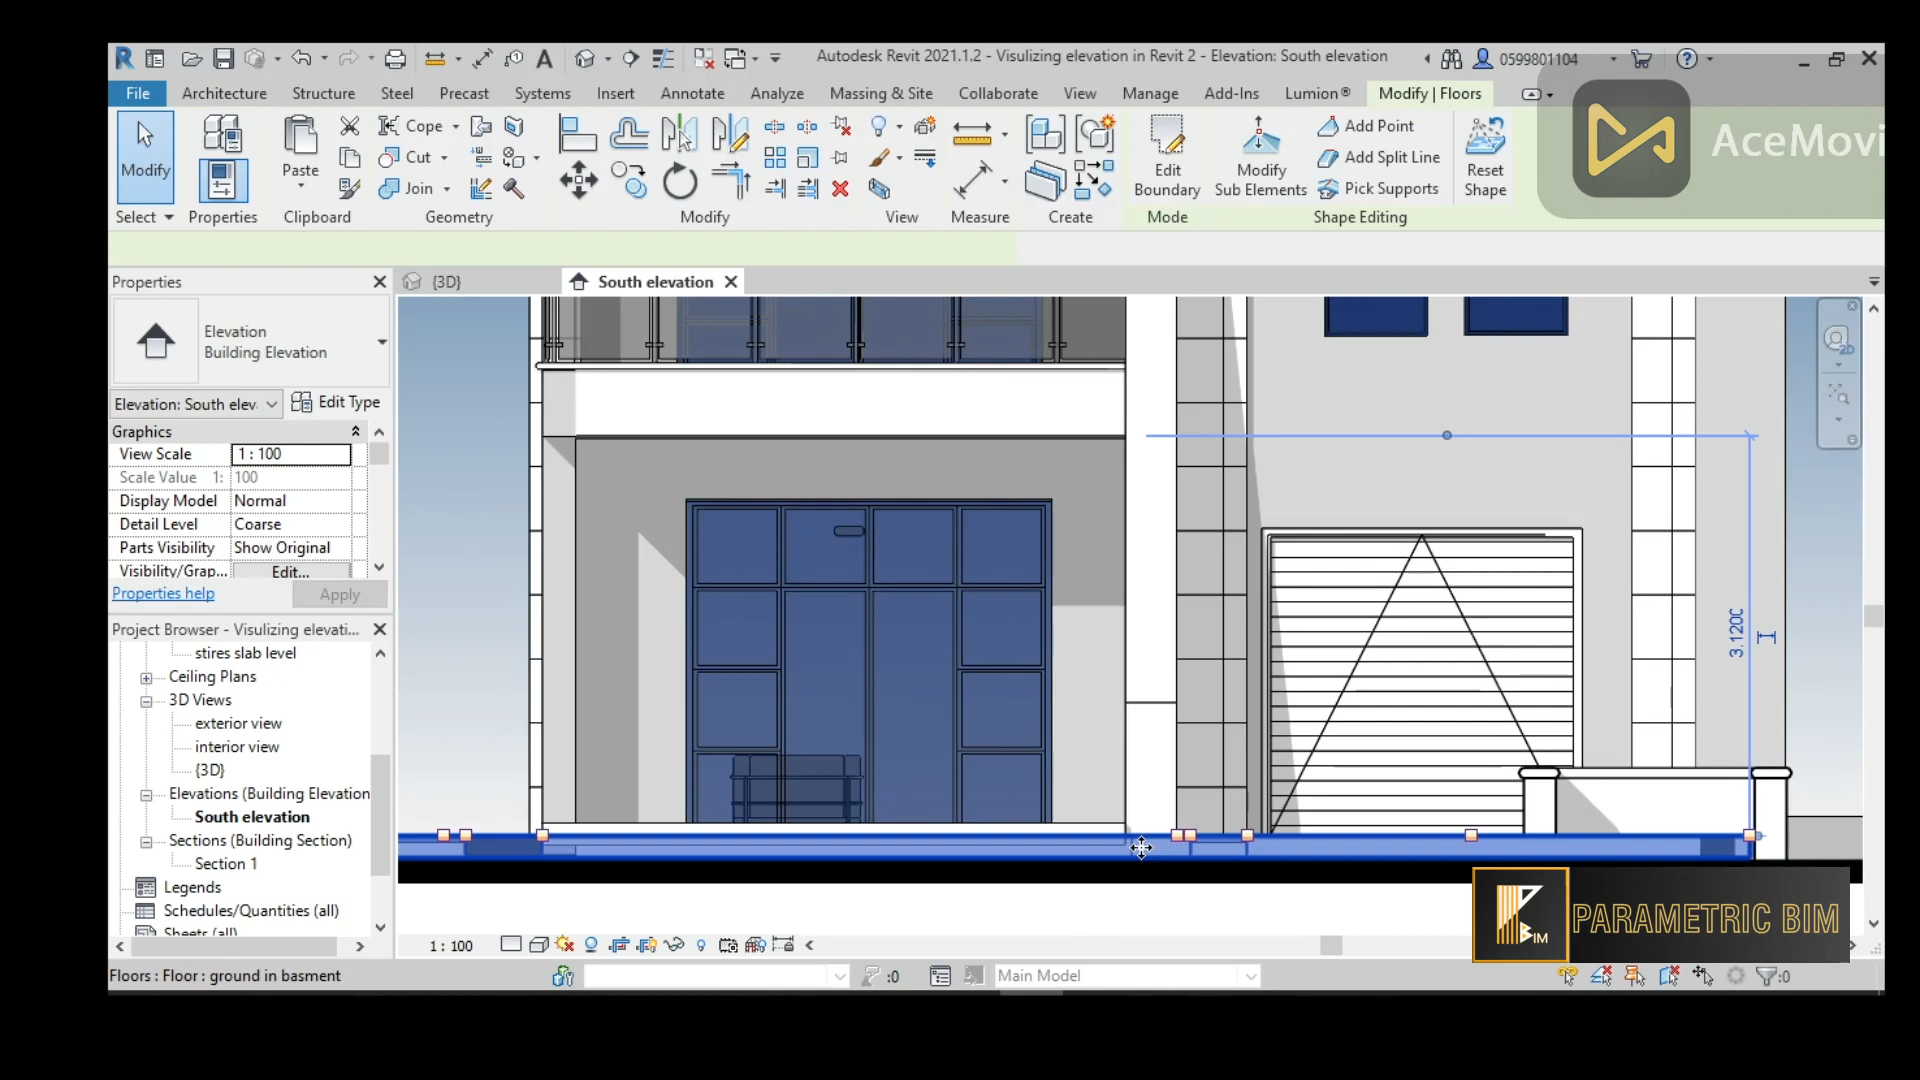 Autodesk Revit 2021.1.2 - Visulizing elevation in Revit 2 - Elevation: South elevation
0599801104
File Architecture Structure Steel Precast Systems Insert Annotate Analyze Massing & Site Collaborate View Manage Add-Ins Lumion® Modify | Floors
Modify
Paste
Cope
Cut
Join
Edit Boundary
Modify Sub Elements
Add Point
Add Split Line
Pick Supports
Reset Shape
AceMovi
Select Properties Clipboard Geometry Modify View Measure Create Mode Shape Editing
Properties
{3D}
South elevation
Elevation
Building Elevation
Elevation: South elev
Edit Type
Graphics
View Scale 1 : 100
Scale Value 1: 100
Display Model Normal
Detail Level Coarse
Parts Visibility Show Original
Visibility/Grap... Edit...
Properties help
Apply
Project Browser - Visulizing elevati...
stires slab level
Ceiling Plans
3D Views
exterior view
interior view
{3D}
Elevations (Building Elevation
South elevation
Sections (Building Section)
Section 1
Legends
Schedules/Quantities (all)
Sheets (all)
3.1200
2D
1 : 100
BIM
PARAMETRIC BIM
Floors : Floor : ground in basment
:0
Main Model
:0